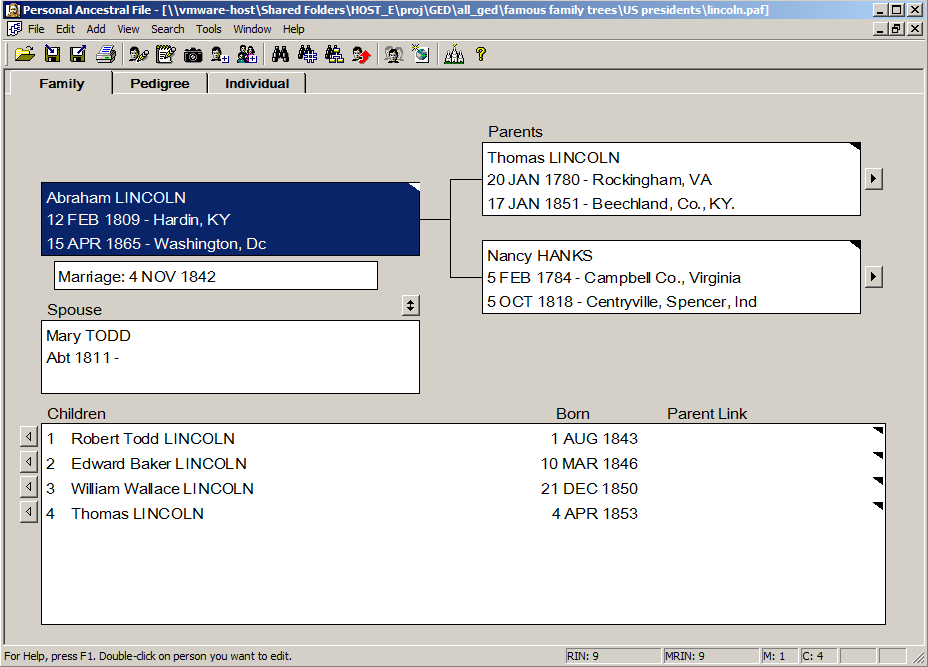 Personal Ancestral File - [\\vmware-host\Shared Folders\HOST_E\proj\GED\all_ged\famous family trees\US presidents\lincoln.paf]
File Edit Add View Search Tools Window Help
Family Pedigree Individual
Parents
Thomas LINCOLN
20 JAN 1780 - Rockingham, VA
17 JAN 1851 - Beechland, Co., KY.
Abraham LINCOLN
12 FEB 1809 - Hardin, KY
15 APR 1865 - Washington, Dc
Nancy HANKS
5 FEB 1784 - Campbell Co., Virginia
5 OCT 1818 - Centryville, Spencer, Ind
Marriage: 4 NOV 1842
Spouse
Mary TODD
Abt 1811 -
Children Born Parent Link
1 Robert Todd LINCOLN 1 AUG 1843
2 Edward Baker LINCOLN 10 MAR 1846
3 William Wallace LINCOLN 21 DEC 1850
4 Thomas LINCOLN 4 APR 1853
For Help, press F1. Double-click on person you want to edit. RIN: 9 MRIN: 9 M: 1 C: 4